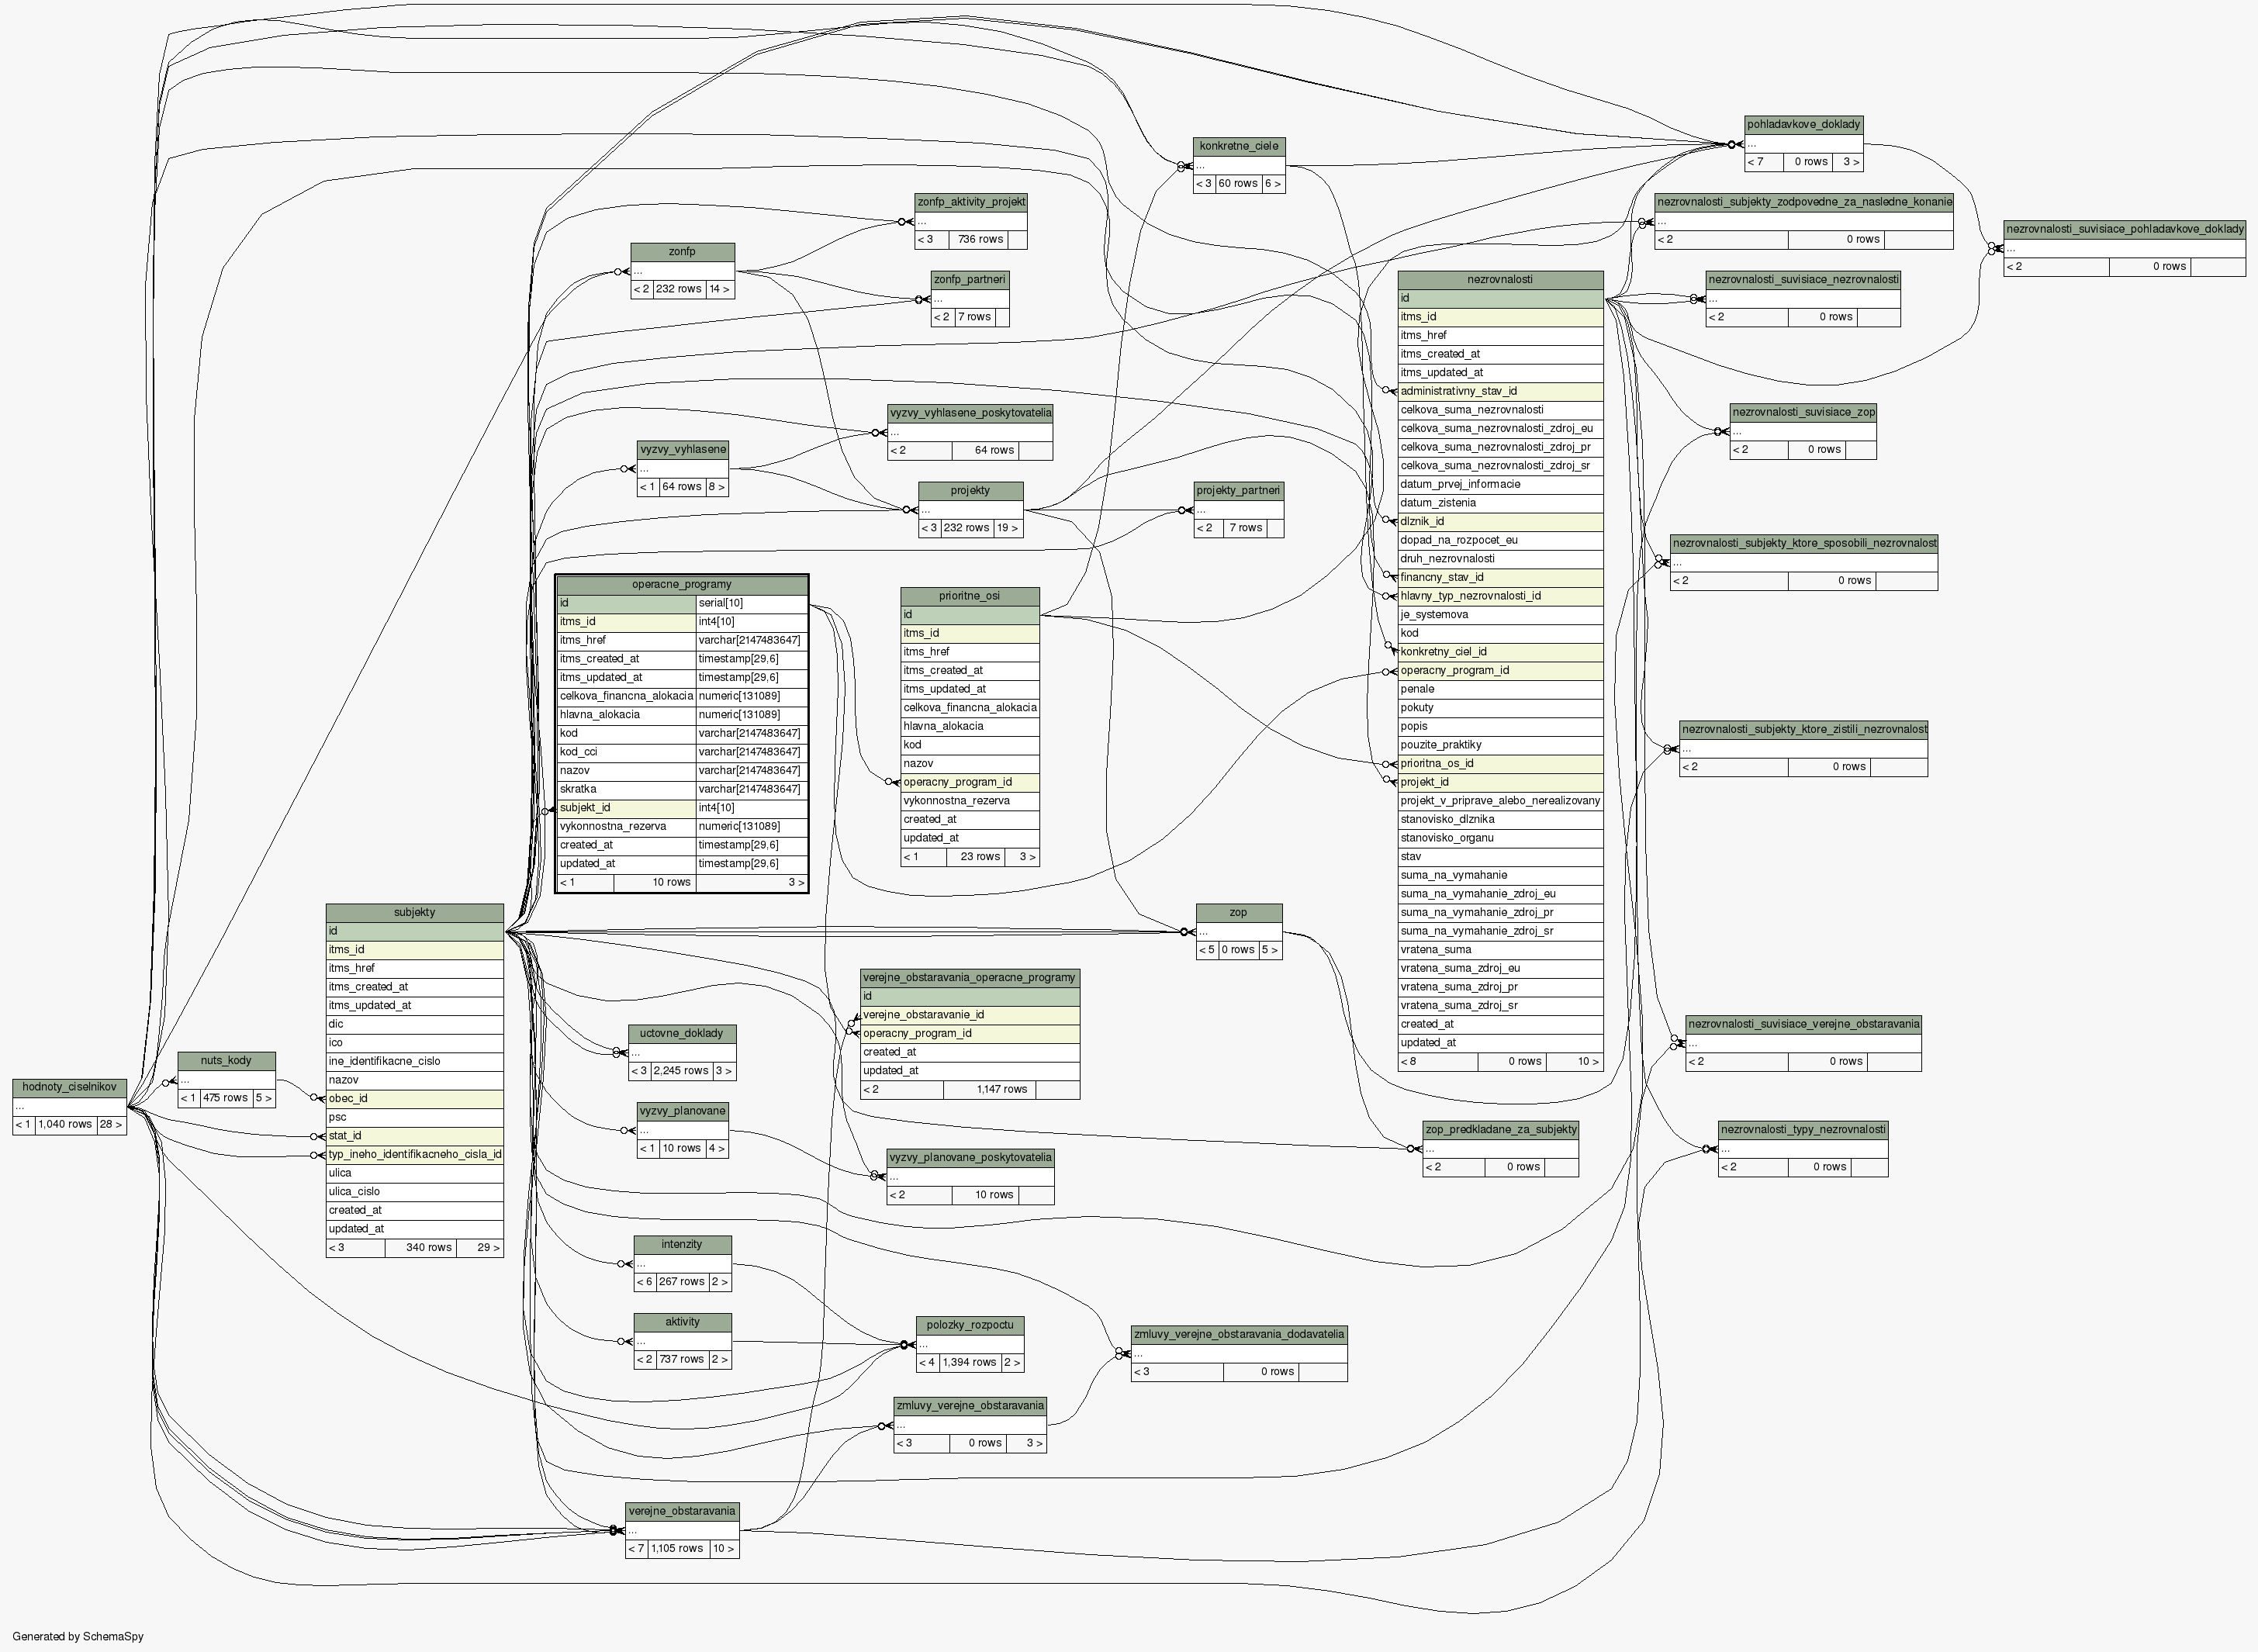 pohladavkove_doklady
...
< 7 0 rows 3 >
konkretne_ciele
...
< 3 60 rows 6 >
zonfp_aktivity_projekt
...
< 3 736 rows
nezrovnalosti_subjekty_zodpovedne_za_nasledne_konanie
...
< 2 0 rows
nezrovnalosti_suvisiace_pohladavkove_doklady
...
< 2 0 rows
zonfp
...
< 2 232 rows 14 >
zonfp_partneri
...
< 2 7 rows
nezrovnalosti_suvisiace_nezrovnalosti
...
< 2 0 rows
nezrovnalosti
id
itms_id
itms_href
itms_created_at
itms_updated_at
administrativny_stav_id
celkova_suma_nezrovnalosti
celkova_suma_nezrovnalosti_zdroj_eu
celkova_suma_nezrovnalosti_zdroj_pr
celkova_suma_nezrovnalosti_zdroj_sr
datum_prvej_informacie
datum_zistenia
dlznik_id
dopad_na_rozpocet_eu
druh_nezrovnalosti
financny_stav_id
hlavny_typ_nezrovnalosti_id
je_systemova
kod
konkretny_ciel_id
operacny_program_id
penale
pokuty
popis
pouzite_praktiky
prioritna_os_id
projekt_id
projekt_v_priprave_alebo_nerealizovany
stanovisko_dlznika
stanovisko_organu
stav
suma_na_vymahanie
suma_na_vymahanie_zdroj_eu
suma_na_vymahanie_zdroj_pr
suma_na_vymahanie_zdroj_sr
vratena_suma
vratena_suma_zdroj_eu
vratena_suma_zdroj_pr
vratena_suma_zdroj_sr
created_at
updated_at
< 8 0 rows 10 >
vyzvy_vyhlasene_poskytovatelia
...
< 2 64 rows
nezrovnalosti_suvisiace_zop
...
< 2 0 rows
vyzvy_vyhlasene
...
< 1 64 rows 8 >
projekty
...
< 3 232 rows 19 >
projekty_partneri
...
< 2 7 rows
nezrovnalosti_subjekty_ktore_sposobili_nezrovnalost
...
< 2 0 rows
operacne_programy
id serial[10]
itms_id int4[10]
itms_href varchar[2147483647]
itms_created_at timestamp[29,6]
itms_updated_at timestamp[29,6]
celkova_financna_alokacia numeric[131089]
hlavna_alokacia numeric[131089]
kod varchar[2147483647]
kod_cci varchar[2147483647]
nazov varchar[2147483647]
skratka varchar[2147483647]
subjekt_id int4[10]
vykonnostna_rezerva numeric[131089]
created_at timestamp[29,6]
updated_at timestamp[29,6]
< 1 10 rows 3 >
prioritne_osi
id
itms_id
itms_href
itms_created_at
itms_updated_at
celkova_financna_alokacia
hlavna_alokacia
kod
nazov
operacny_program_id
vykonnostna_rezerva
created_at
updated_at
< 1 23 rows 3 >
nezrovnalosti_subjekty_ktore_zistili_nezrovnalost
...
< 2 0 rows
subjekty
id
itms_id
itms_href
itms_created_at
itms_updated_at
dic
ico
ine_identifikacne_cislo
nazov
obec_id
psc
stat_id
typ_ineho_identifikacneho_cisla_id
ulica
ulica_cislo
created_at
updated_at
< 3 340 rows 29 >
zop
...
< 5 0 rows 5 >
verejne_obstaravania_operacne_programy
id
verejne_obstaravanie_id
operacny_program_id
created_at
updated_at
< 2 1,147 rows
nezrovnalosti_suvisiace_verejne_obstaravania
...
< 2 0 rows
uctovne_doklady
...
< 3 2,245 rows 3 >
nuts_kody
...
< 1 475 rows 5 >
hodnoty_ciselnikov
...
< 1 1,040 rows 28 >
vyzvy_planovane
...
< 1 10 rows 4 >
zop_predkladane_za_subjekty
...
< 2 0 rows
nezrovnalosti_typy_nezrovnalosti
...
< 2 0 rows
vyzvy_planovane_poskytovatelia
...
< 2 10 rows
intenzity
...
< 6 267 rows 2 >
aktivity
...
< 2 737 rows 2 >
polozky_rozpoctu
...
< 4 1,394 rows 2 >
zmluvy_verejne_obstaravania_dodavatelia
...
< 3 0 rows
zmluvy_verejne_obstaravania
...
< 3 0 rows 3 >
verejne_obstaravania
...
< 7 1,105 rows 10 >
Generated by SchemaSpy